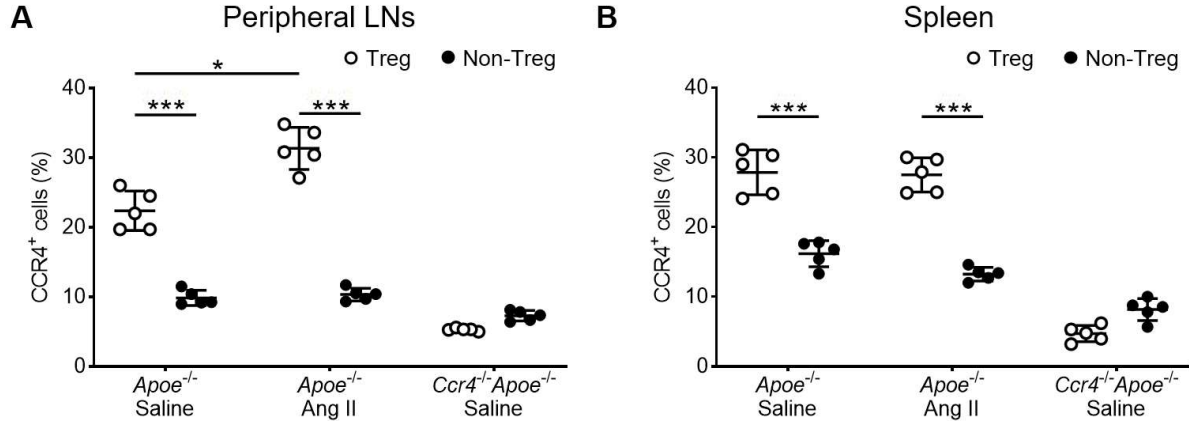 A
Peripheral LNs
Treg
Non-Treg
*
***
***
CCR4+ cells (%)
40
30
20
10
0
Apoe-/-
Saline
Apoe-/-
Ang II
Ccr4-/-Apoe-/-
Saline
B
Spleen
Treg
Non-Treg
***
***
CCR4+ cells (%)
40
30
20
10
0
Apoe-/-
Saline
Apoe-/-
Ang II
Ccr4-/-Apoe-/-
Saline